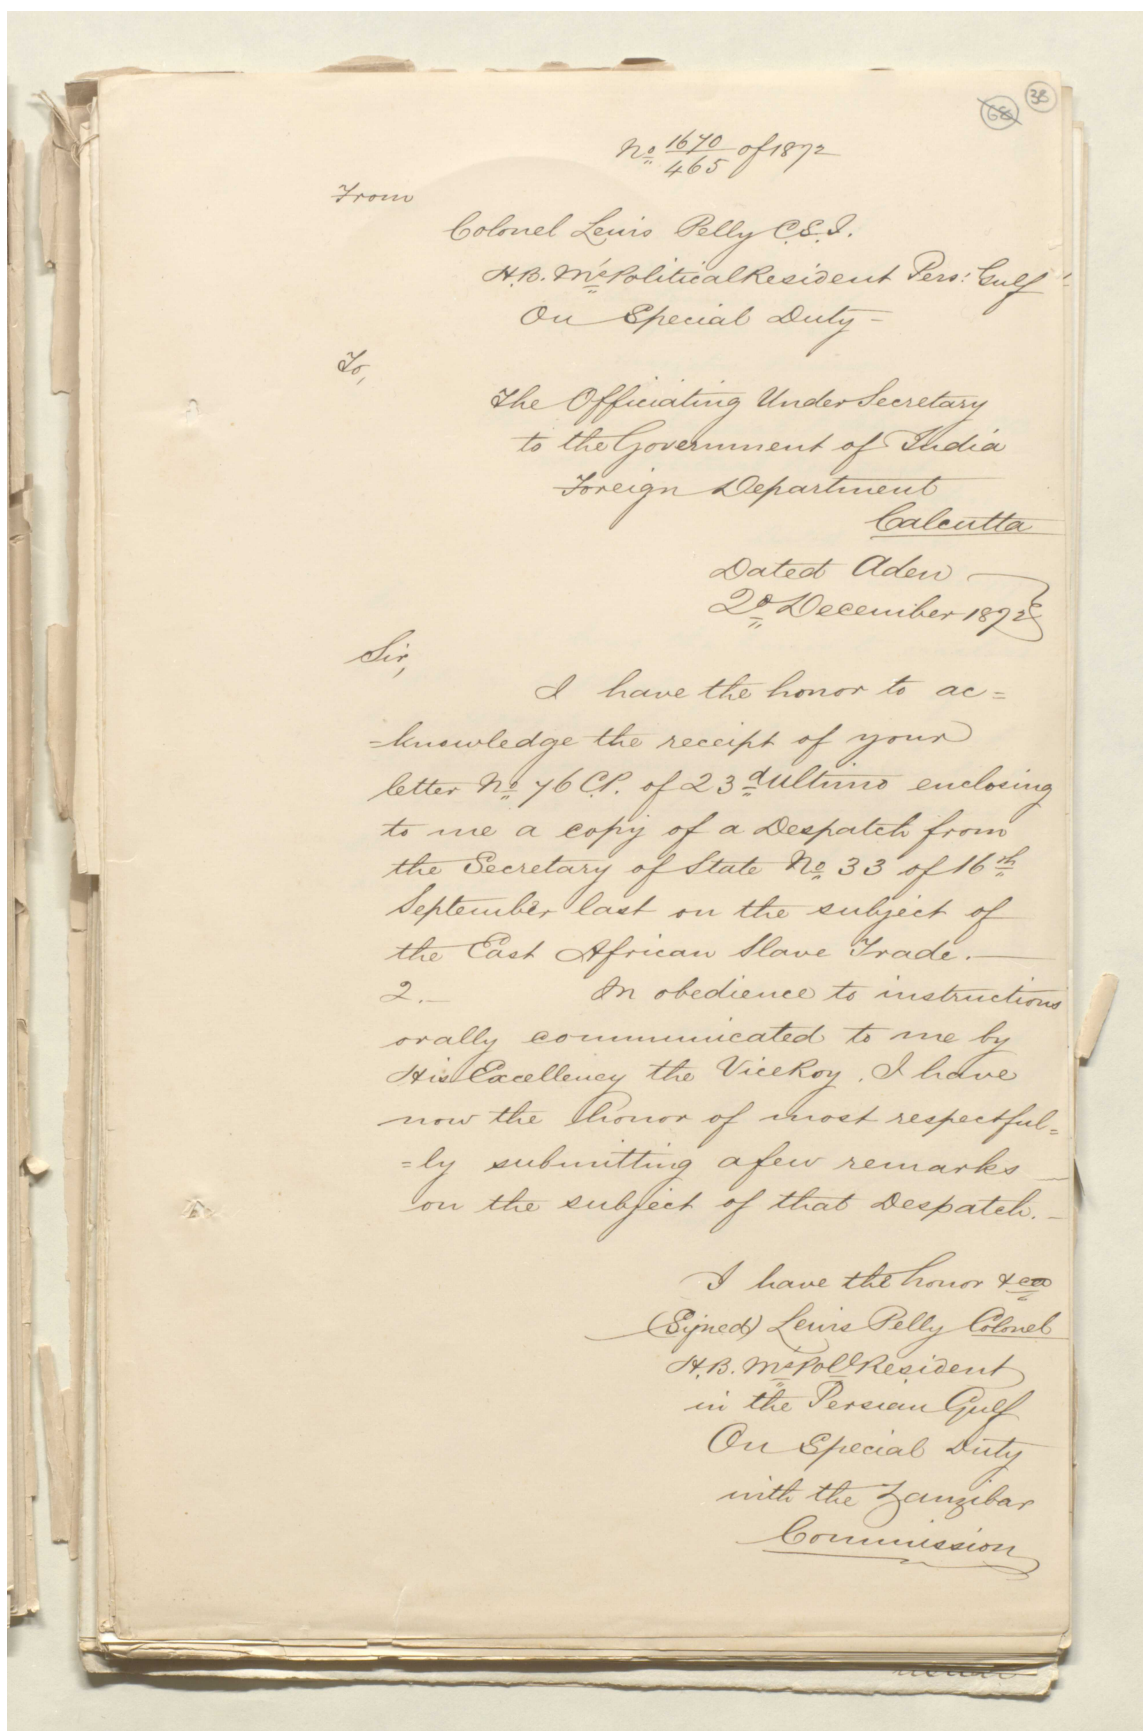 38
68
No 1670/465 of 1872
From
Colonel Lewis Pelly C.S.I.
H.B. Ms Political Resident Pers: Gulf
On Special Duty -
To,
The Officiating Under Secretary
to the Government of India
Foreign Department
Calcutta
Dated Aden
2d December 1872
Sir,
I have the honor to ac=
=knowledge the receipt of your
letter No 76 C.P. of 23d Ultimo enclosing
to me a copy of a Despatch from
the Secretary of State No 33 of 16th
September last on the subject of
the East African Slave Trade. —
2. — In obedience to instructions
orally communicated to me by
His Excellency the ViceRoy. I have
now the honor of most respectful=
=ly submitting a few remarks
on the subject of that Despatch. —
I have the honor &ca
(Signed) Lewis Pelly Colonel
H.B. Ms Poll Resident
in the Persian Gulf
On Special Duty
with the Zanzibar
Commission